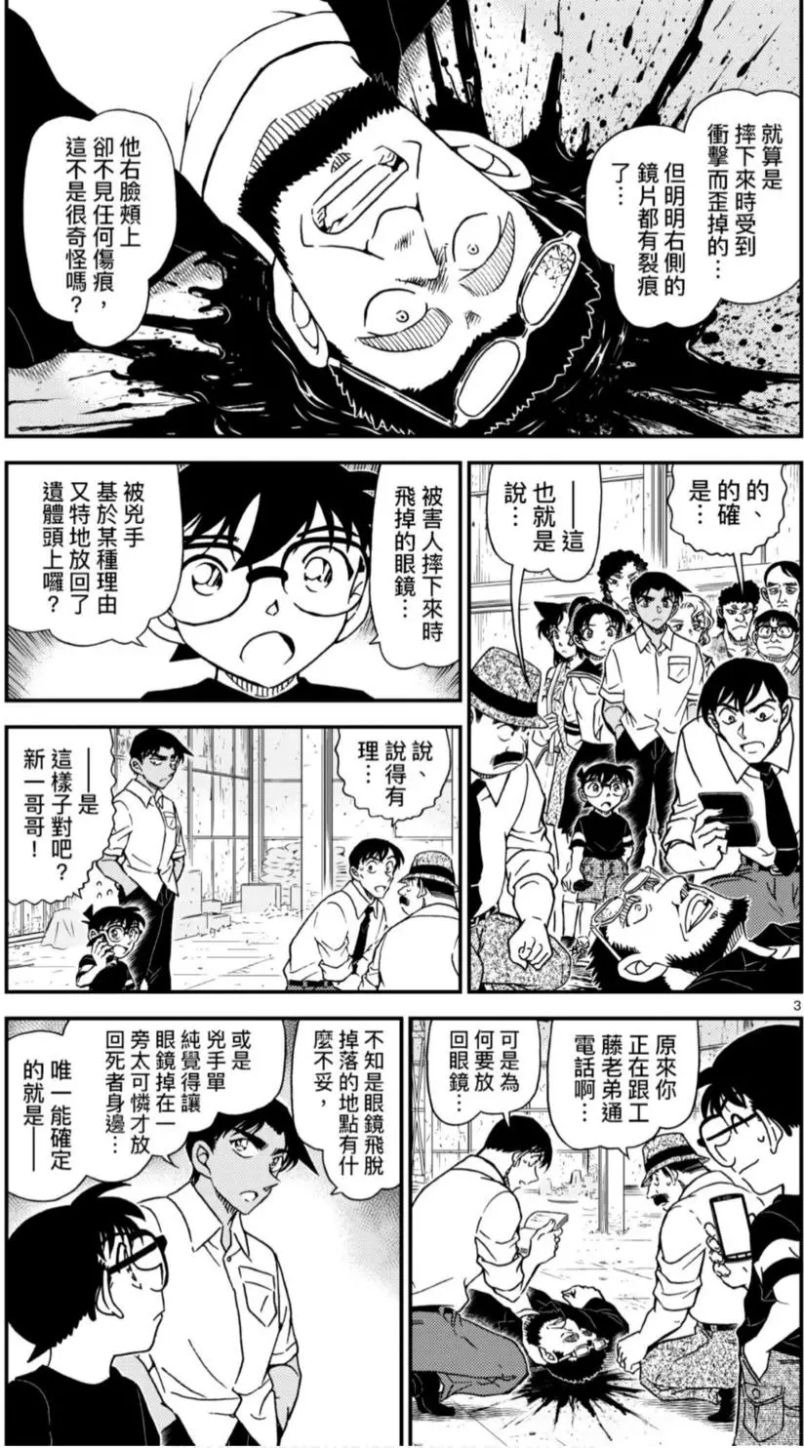 就算是
摔下來時受到
衝擊而歪掉的…
但明明右側的
鏡片都有裂痕
了…
他右臉頰上
卻不見任何傷痕，
這不是很奇怪嗎？
的、
的確
是…
——這
也就是
說…
被害人摔下來時
飛掉的眼鏡…
被兇手
基於某種理由
又特地放回了
遺體頭上囉？
說、
說得有
理…
——是
這樣子對吧？
新一哥哥！
3
原來你
正在跟工
藤老弟通
電話啊…
可是為
何要放
回眼鏡…
不知是眼鏡飛脫
掉落的地點有什
麼不妥，
或是
兇手單
純覺得讓
眼鏡掉在一
旁太可憐才放
回死者身邊…
唯一能確定
的就是——